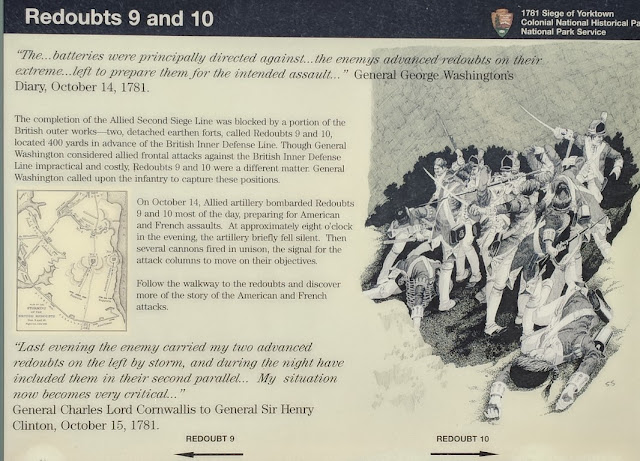 Redoubts 9 and 10
1781 Siege of Yorktown
Colonial National Historical Pa
National Park Service
"The...batteries were principally directed against...the enemys advanced redoubts on their
extreme...left to prepare them for the intended assault..." General George Washington's
Diary, October 14, 1781.
The completion of the Allied Second Siege Line was blocked by a portion of the
British outer works—two, detached earthen forts, called Redoubts 9 and 10,
located 400 yards in advance of the British Inner Defense Line. Though General
Washington considered allied frontal attacks against the British Inner Defense
Line impractical and costly, Redoubts 9 and 10 were a different matter. General
Washington called upon the infantry to capture these positions.
On October 14, Allied artillery bombarded Redoubts
9 and 10 most of the day, preparing for American
and French assaults. At approximately eight o'clock
in the evening, the artillery briefly fell silent. Then
several cannons fired in unison, the signal for the
attack columns to move on their objectives.
Follow the walkway to the redoubts and discover
more of the story of the American and French
attacks.
"Last evening the enemy carried my two advanced
redoubts on the left by storm, and during the night have
included them in their second parallel... My situation
now becomes very critical..."
General Charles Lord Cornwallis to General Sir Henry
Clinton, October 15, 1781.
REDOUBT 9
REDOUBT 10